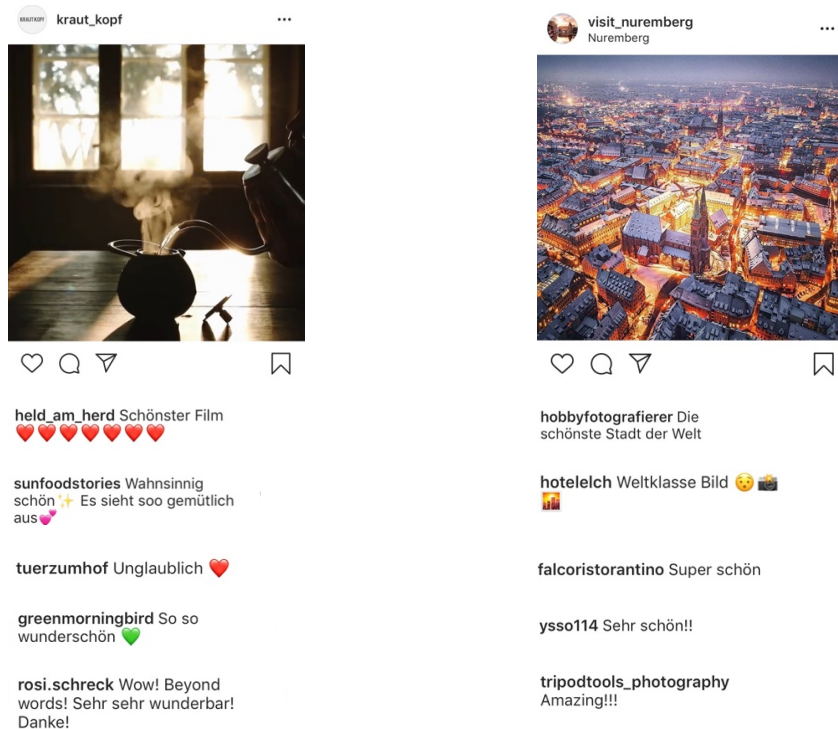 KRAUTKOPF
kraut_kopf
held_am_herd Schönster Film
❤️❤️❤️❤️❤️❤️❤️
sunfoodstories Wahnsinnig
schön✨ Es sieht soo gemütlich
aus💕
tuerzumhof Unglaublich ❤️
greenmorningbird So so
wunderschön 💚
rosi.schreck Wow! Beyond
words! Sehr sehr wunderbar!
Danke!
visit_nuremberg
Nuremberg
hobbyfotografierer Die
schönste Stadt der Welt
hotelelch Weltklasse Bild 😯📸
🌇
falcoristorantino Super schön
ysso114 Sehr schön!!
tripodtools_photography
Amazing!!!